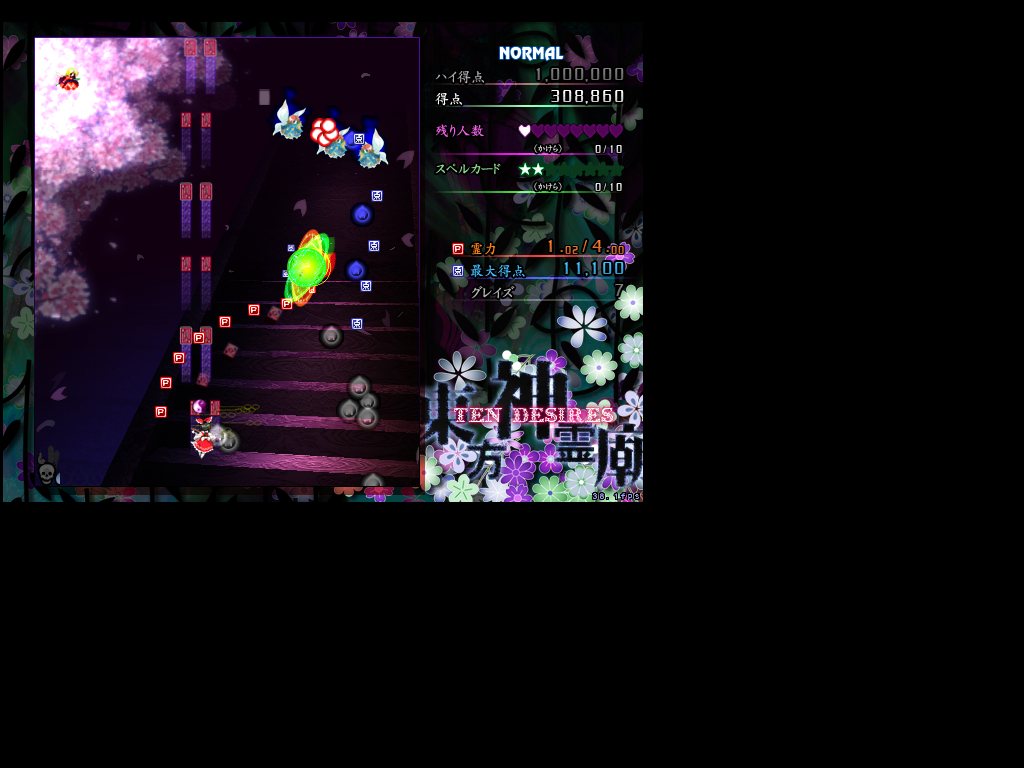 NORMAL
ハイ得点 1,000,000
得点 308,860
残り人数
(かけら) 0/10
スペルカード
(かけら) 0/10
P 霊力 1.02/4.00
点 最大得点 11,100
グレイズ 7
東方神霊廟
TEN DESIRES